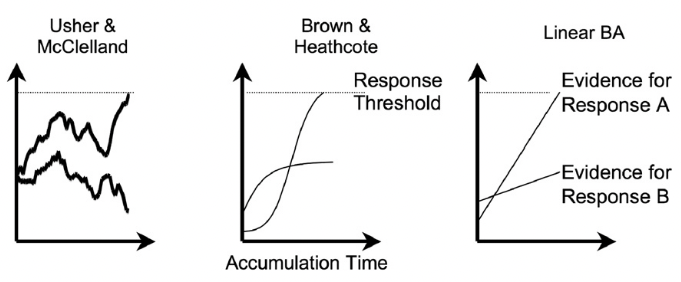 Usher &
McClelland
Brown &
Heathcote
Linear BA
Response
Threshold
Evidence for
Response A
Evidence for
Response B
Accumulation Time